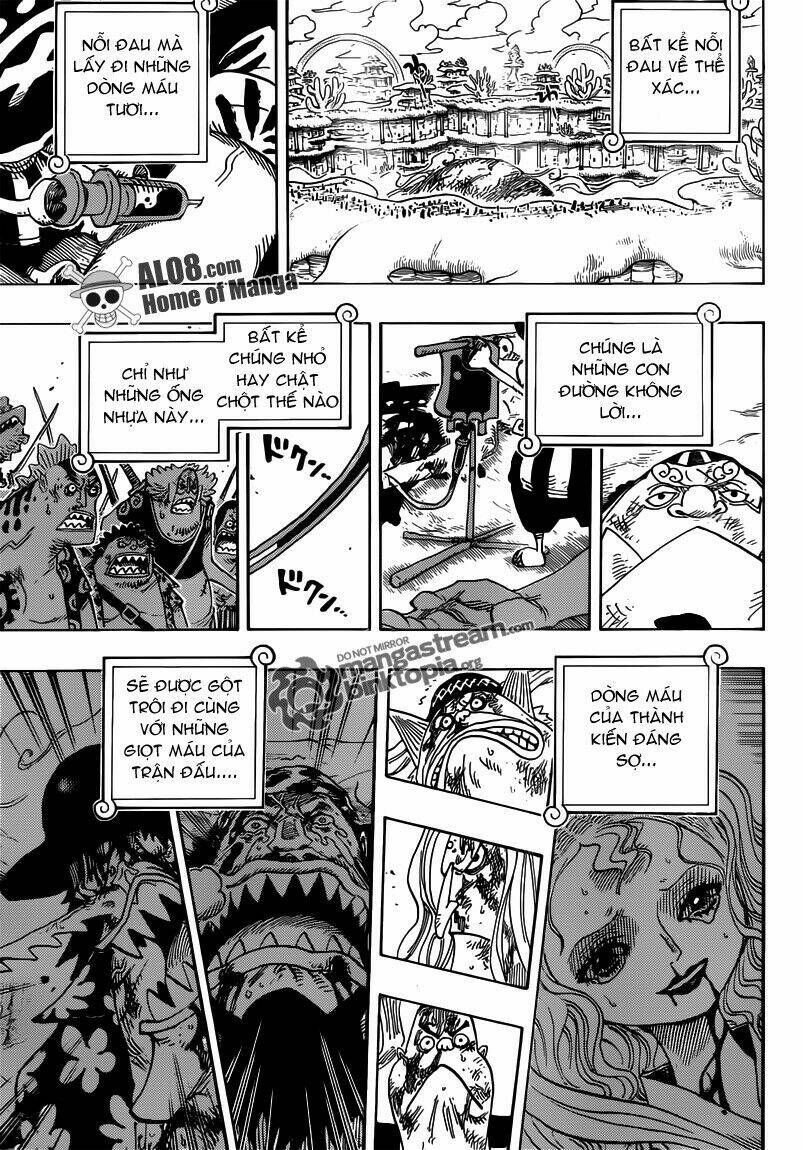 BẤT KỂ NỖI
ĐAU VỀ THỂ
XÁC...
NỖI ĐAU MÀ
LẤY ĐI NHỮNG
DÒNG MÁU
TƯƠI...
AL08.com
Home of Manga
CHÚNG LÀ
NHỮNG CON
ĐƯỜNG KHÔNG
LỜI...
BẤT KỂ
CHÚNG NHỎ
HAY CHẬT
CHỘT THẾ NÀO
CHỈ NHƯ
NHỮNG ỐNG
NHỰA NÀY...
ドクン...
ドクン...
DO NOT MIRROR
mangastream.com
pinktopia.org
DÒNG MÁU
CỦA THÀNH
KIẾN ĐÁNG
SỢ...
SẼ ĐƯỢC GỘT
TRÔI ĐI CÙNG
VỚI NHỮNG
GIỌT MÁU CỦA
TRẬN ĐẤU....